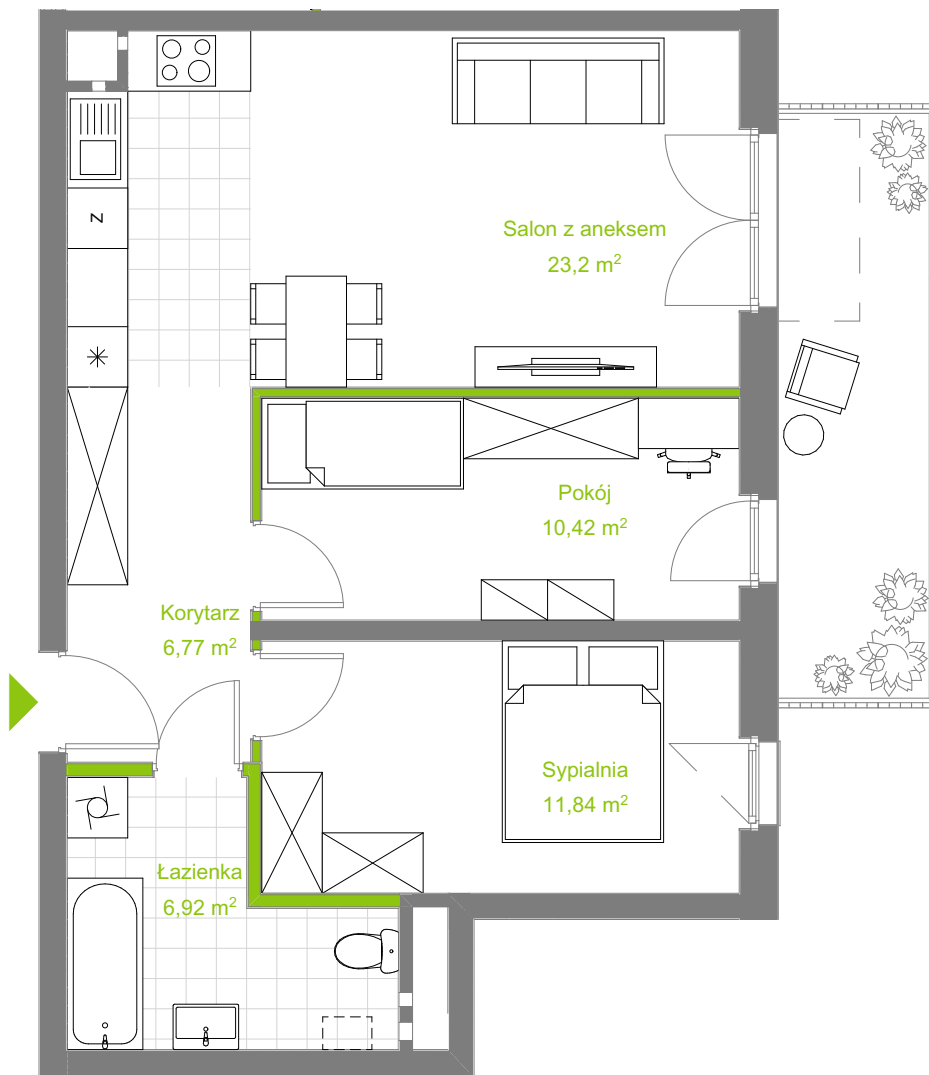 Salon z aneksem
23,2 m²
Z
Pokój
10,42 m²
Korytarz
6,77 m²
Sypialnia
11,84 m²
Łazienka
6,92 m²